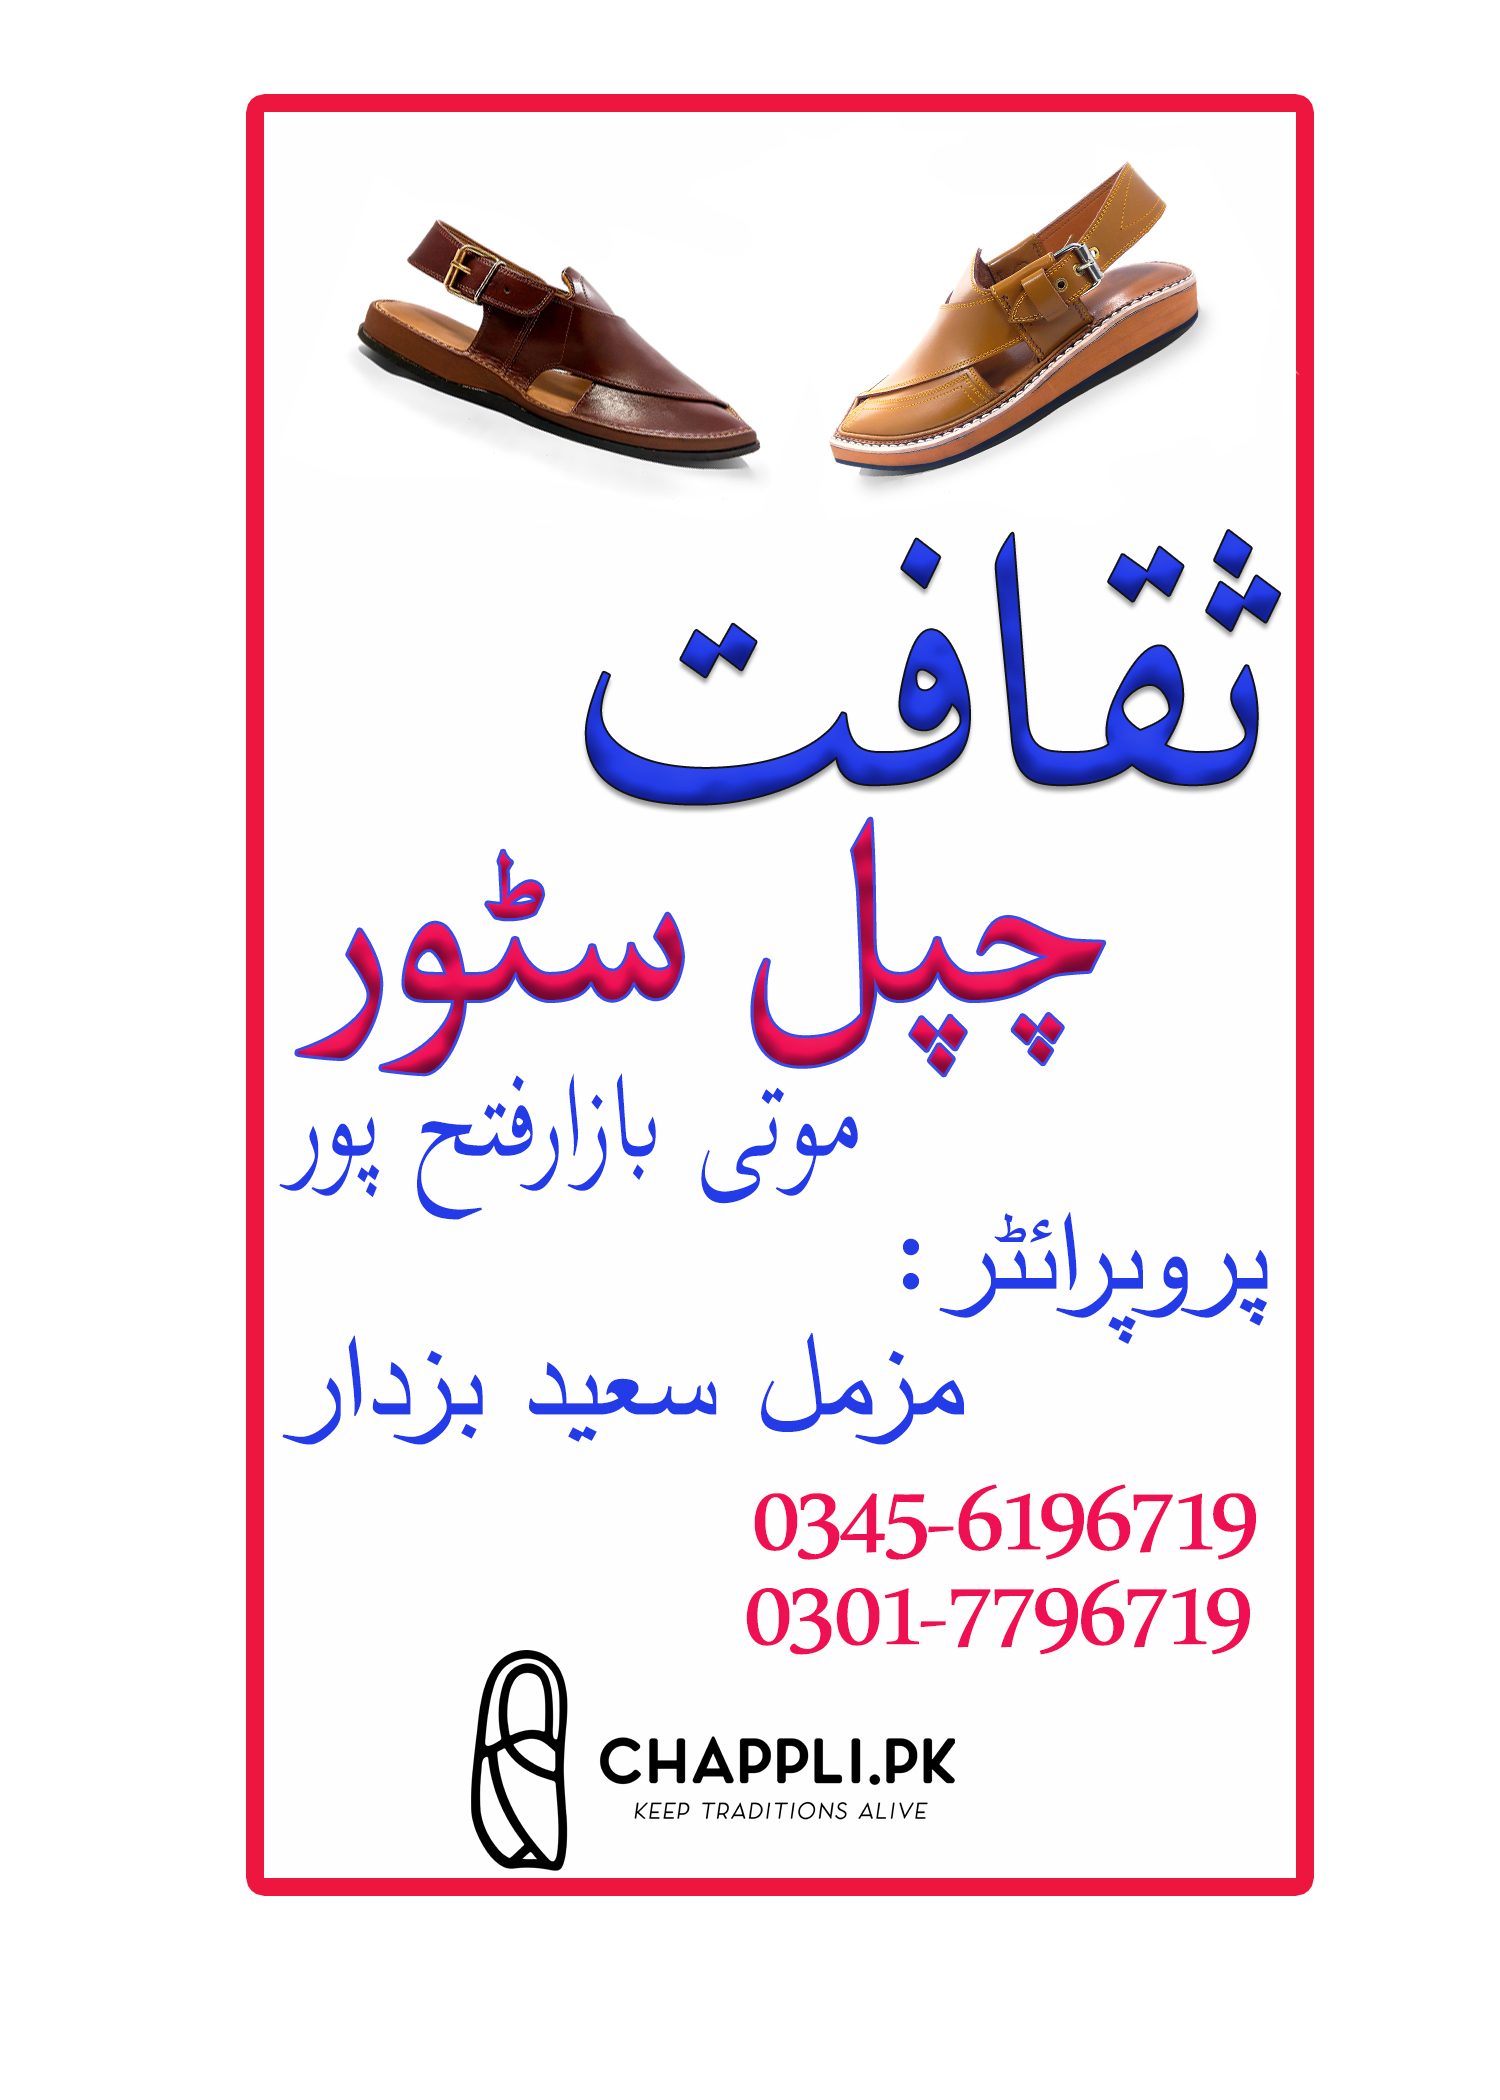 ثقافت
چپل سٹور
موتی بازارفتح پور
پروپرائٹر:
مزمل سعید بزدار
0345-6196719
0301-7796719
CHAPPLI.PK
KEEP TRADITIONS ALIVE